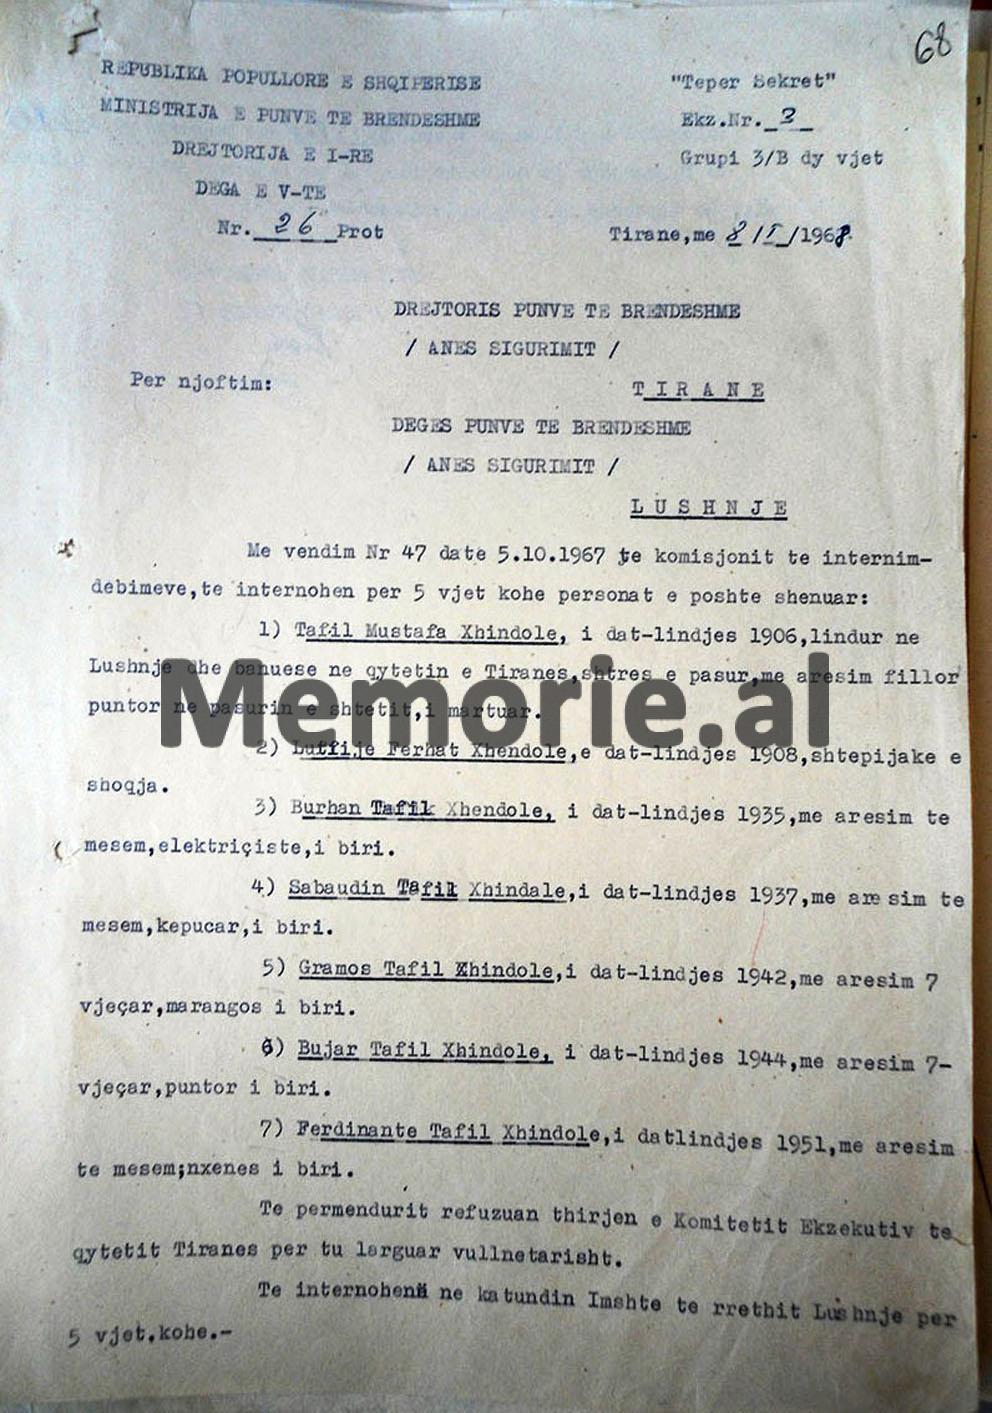 68
REPUBLIKA POPULLORE E SHQIPERISE
"Teper Sekret"
MINISTRIJA E PUNVE TE BRENDESHME
Ekz.Nr. 3
DREJTORIJA E I-RE
Grupi 3/B dy vjet
DEGA E V-TE
Nr. 26 Prot
Tirane,me 8/I/1968.
DREJTORIS PUNVE TE BRENDESHME
/ ANES SIGURIMIT /
Per njoftim:
T I R A N E
DEGES PUNVE TE BRENDESHME
/ ANES SIGURIMIT /
L U S H N J E
Me vendim Nr 47 date 5.10.1967 te komisjonit te internim-
debimeve,te internohen per 5 vjet kohe personat e poshte shenuar:
1) Tafil Mustafa Xhindole, i dat-lindjes 1906,lindur ne
Lushnje dhe banuese ne qytetin e Tiranes,shtres e pasur,me aresim fillor
puntor ne pasurin e shtetit,i martuar.
Memorie.al
2) Luffije Ferhat Xhendole,e dat-lindjes 1908,shtepijake e
shoqja.
3) Burhan Tafik Xhendole, i dat-lindjes 1935,me aresim te
mesem,elektriçiste,i biri.
4) Sabaudin Tafil Xhindale,i dat-lindjes 1937,me are sim te
mesem,kepucar,i biri.
5) Gramos Tafil Xhindole,i dat-lindjes 1942,me aresim 7
vjeçar,marangos i biri.
6) Bujar Tafil Xhindole, i dat-lindjes 1944,me aresim 7-
vjeçar,puntor i biri.
7) Ferdinante Tafil Xhindole,i datlindjes 1951,me aresim
te mesem;nxenes i biri.
Te permendurit refuzuan thirjen e Komitetit Ekzekutiv te
qytetit Tiranes per tu larguar vullnetarisht.
Te internohen ne katundin Imshte te rrethit Lushnje per
5 vjet.kohe.-